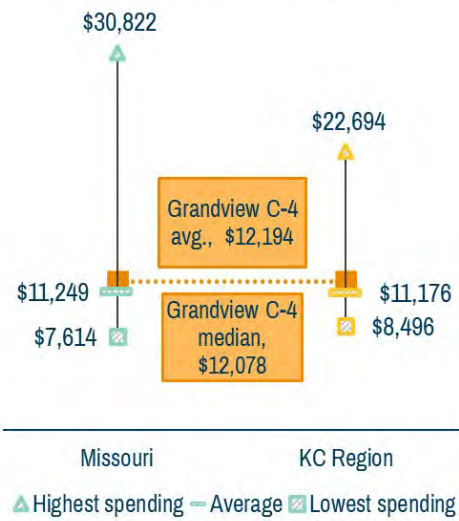 $30,822
$22,694
Grandview C-4
avg., $12,194
$11,249
$11,176
Grandview C-4
median,
$12,078
$7,614
$8,496
Missouri
KC Region
Highest spending
Average
Lowest spending